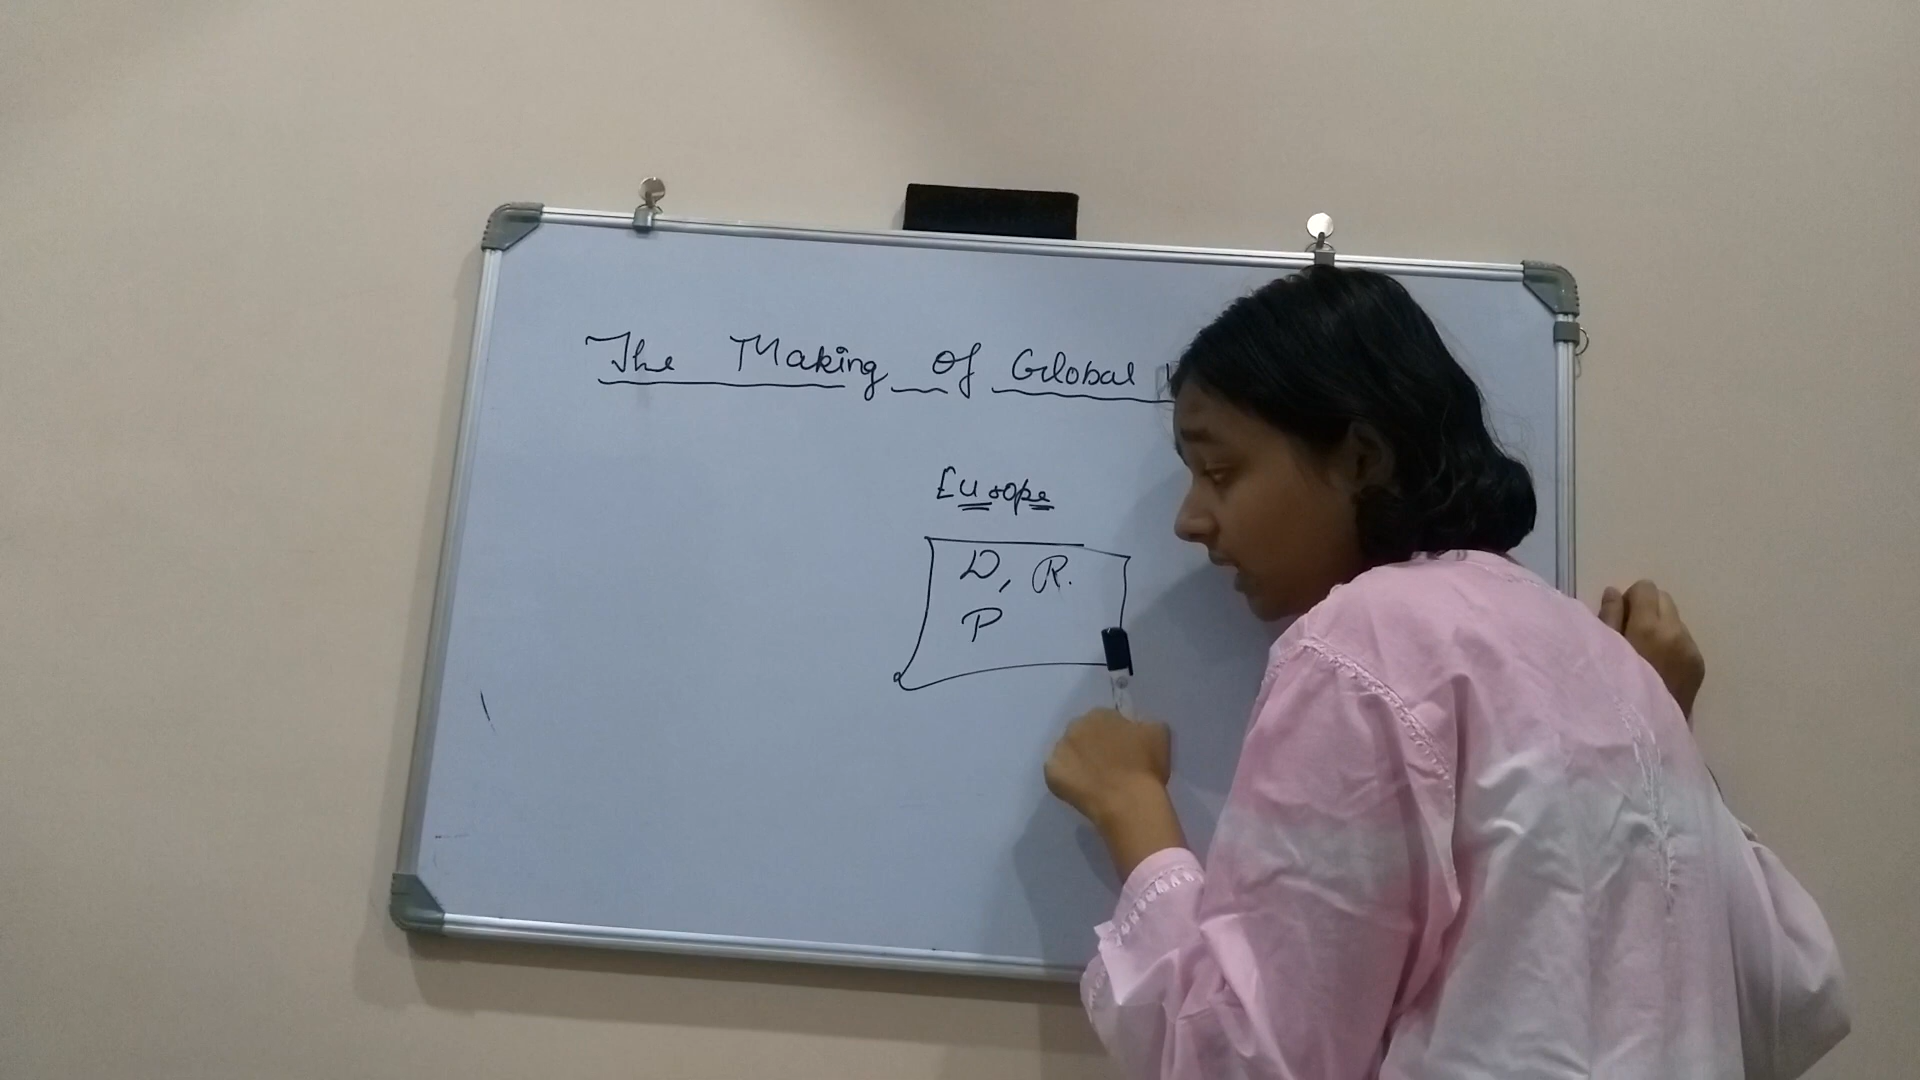 The Making Of Global
Europe
D, R.
P